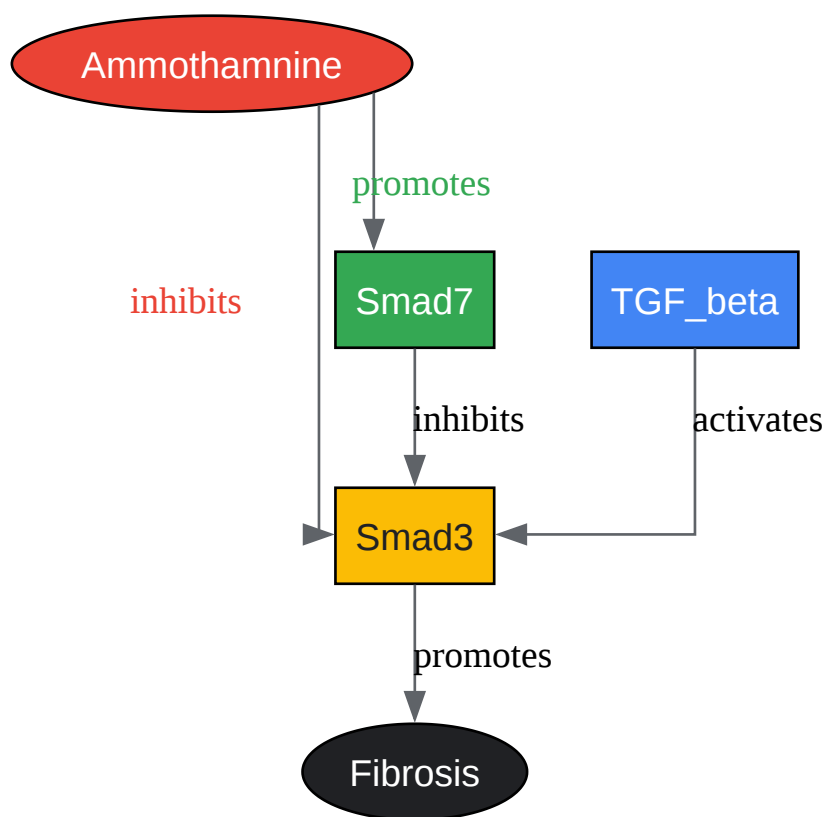 Ammothamnine
promotes
inhibits
Smad7
TGF_beta
inhibits
activates
Smad3
promotes
Fibrosis